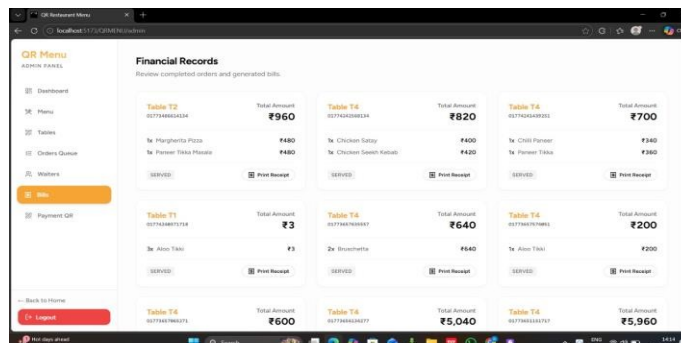 QR Restaurant Menu
localhost:5173/QRMENU/admin
QR Menu
ADMIN PANEL
Dashboard
Menu
Tables
Orders Queue
Waiters
Bills
Payment QR
← Back to Home
Logout
Financial Records
Review completed orders and generated bills.
Table T2
Total Amount
₹960
1x Margherita Pizza ₹480
1x Paneer Tikka Masala ₹480
SERVED
Print Receipt
Table T4
Total Amount
₹820
1x Chicken Satay ₹400
1x Chicken Seekh Kebab ₹420
SERVED
Print Receipt
Table T4
Total Amount
₹700
1x Chilli Paneer ₹340
1x Paneer Tikka ₹360
SERVED
Print Receipt
Table T1
Total Amount
₹3
3x Aloo Tikki ₹3
SERVED
Print Receipt
Table T4
Total Amount
₹640
2x Bruschetta ₹640
SERVED
Print Receipt
Table T4
Total Amount
₹200
1x Aloo Tikki ₹200
SERVED
Print Receipt
Table T4
Total Amount
₹600
Table T4
Total Amount
₹5,040
Table T4
Total Amount
₹5,960
Hot days ahead
Search
ENG
14:14